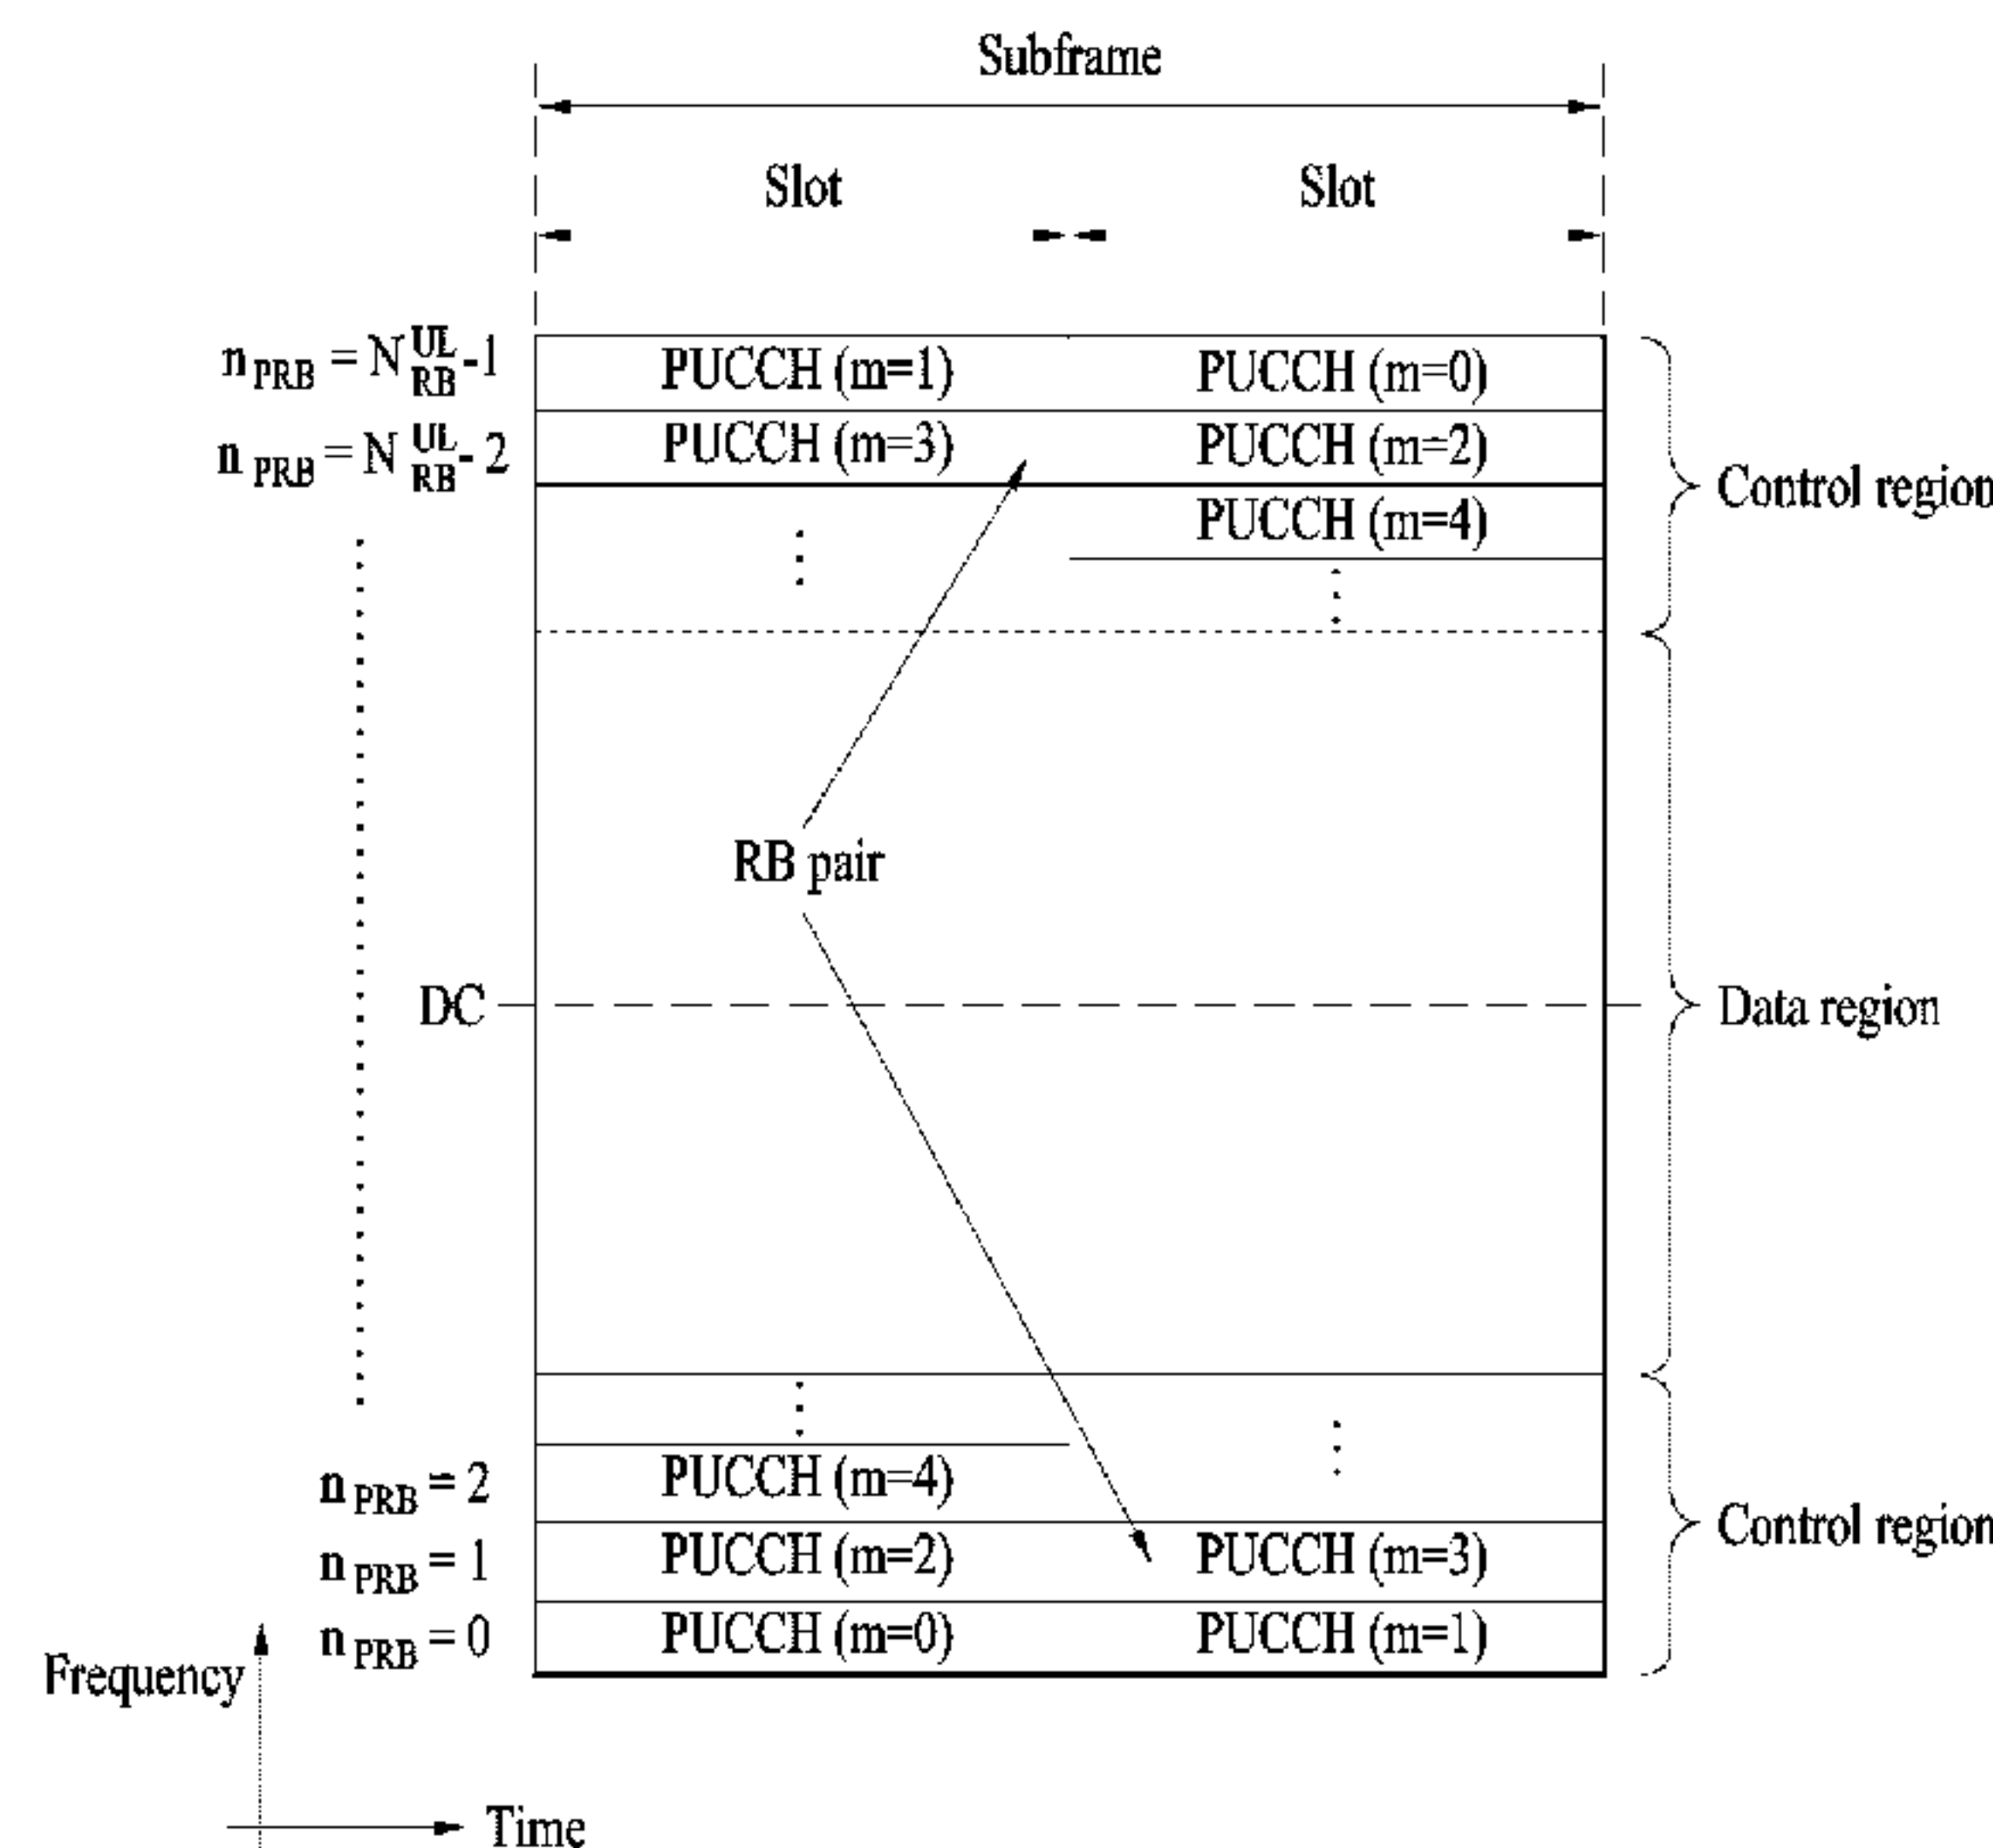 Subframe
Slot Slot
n PRB = N UL RB -1 PUCCH (m=1) PUCCH (m=0)
n PRB = N UL RB - 2 PUCCH (m=3) PUCCH (m=2)
Control region
PUCCH (m=4)
RB pair
DC
Data region
n PRB = 2 PUCCH (m=4)
Control region
n PRB = 1 PUCCH (m=2) PUCCH (m=3)
n PRB = 0 PUCCH (m=0) PUCCH (m=1)
Frequency
Time